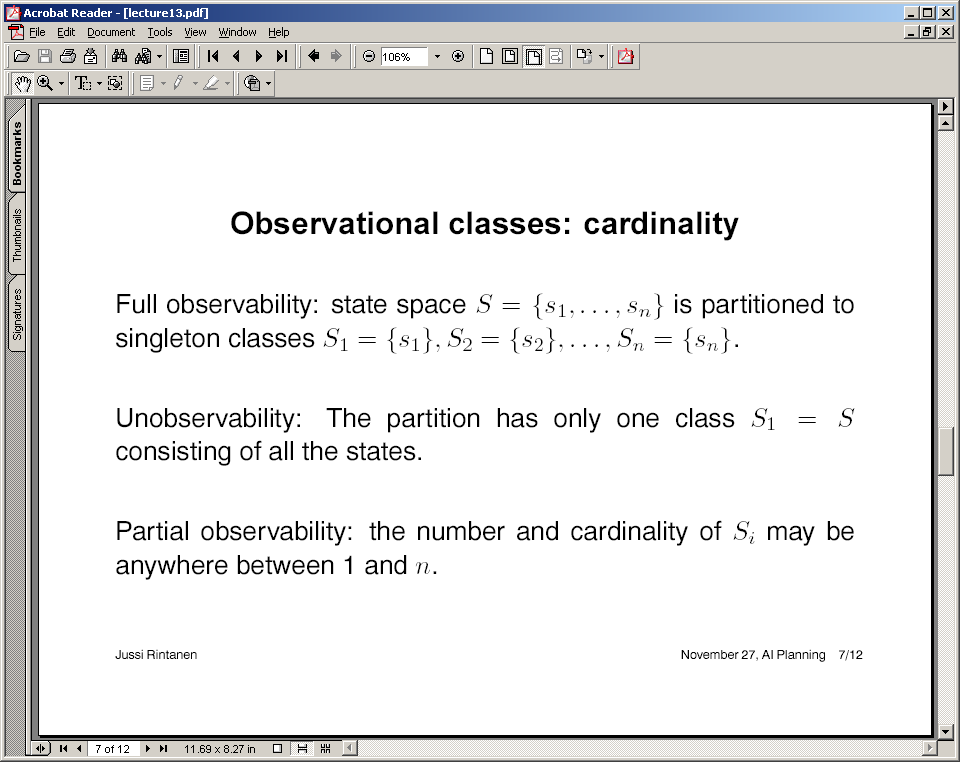 Acrobat Reader - [lecture13.pdf]
File Edit Document Tools View Window Help
106%
Bookmarks
Thumbnails
Signatures
Observational classes: cardinality
Full observability: state space S = {s₁, . . . , sₙ} is partitioned to
singleton classes S₁ = {s₁}, S₂ = {s₂}, . . . , Sₙ = {sₙ}.
Unobservability: The partition has only one class S₁ = S
consisting of all the states.
Partial observability: the number and cardinality of Sᵢ may be
anywhere between 1 and n.
Jussi Rintanen November 27, AI Planning 7/12
7 of 12 11.69 x 8.27 in